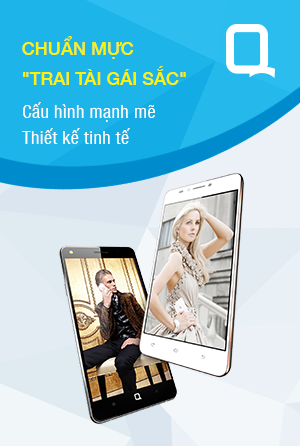 CHUẨN MỰC
"TRAI TÀI GÁI SẮC"
Cấu hình mạnh mẽ
Thiết kế tinh tế